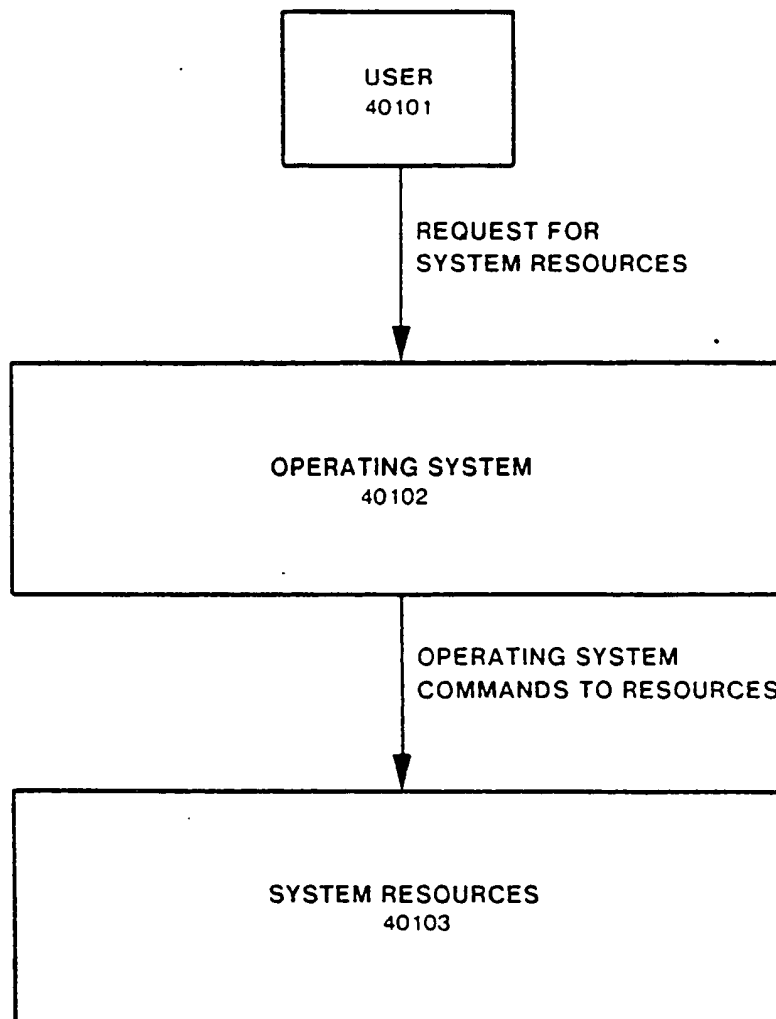 USER
40101
REQUEST FOR
SYSTEM RESOURCES
OPERATING SYSTEM
40102
OPERATING SYSTEM
COMMANDS TO RESOURCES
SYSTEM RESOURCES
40103